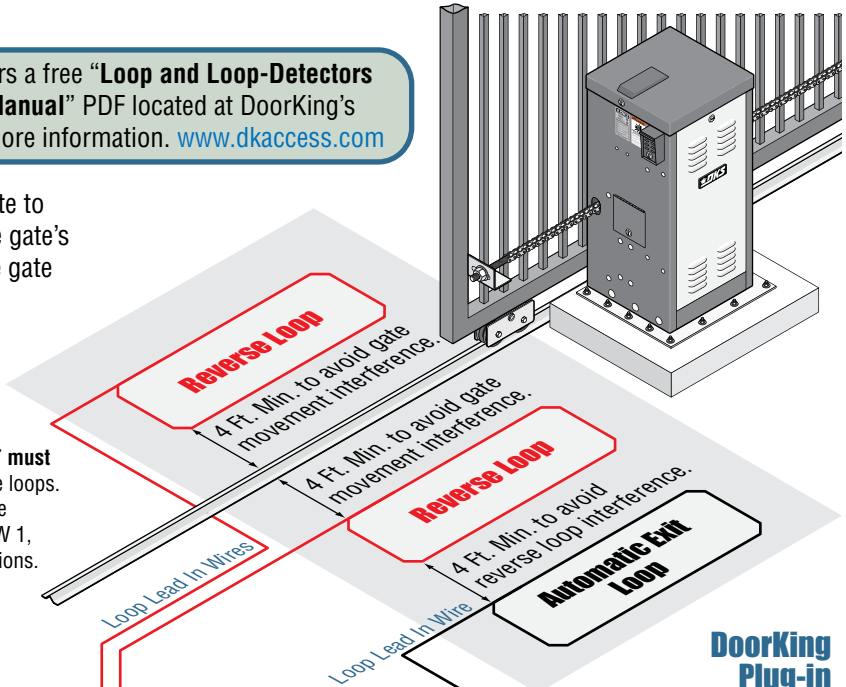 rs a free “Loop and Loop-Detectors
Manual” PDF located at DoorKing's
ore information. www.dkaccess.com
te to
e gate's
e gate
DKS
Reverse Loop
4 Ft. Min. to avoid gate
movement interference.
4 Ft. Min. to avoid gate
movement interference.
Reverse Loop
must
e loops.
e
W 1,
ions.
4 Ft. Min. to avoid
reverse loop interference.
Automatic Exit
Loop
Loop Lead In Wires
Loop Lead In Wire
DoorKing
Plug-in